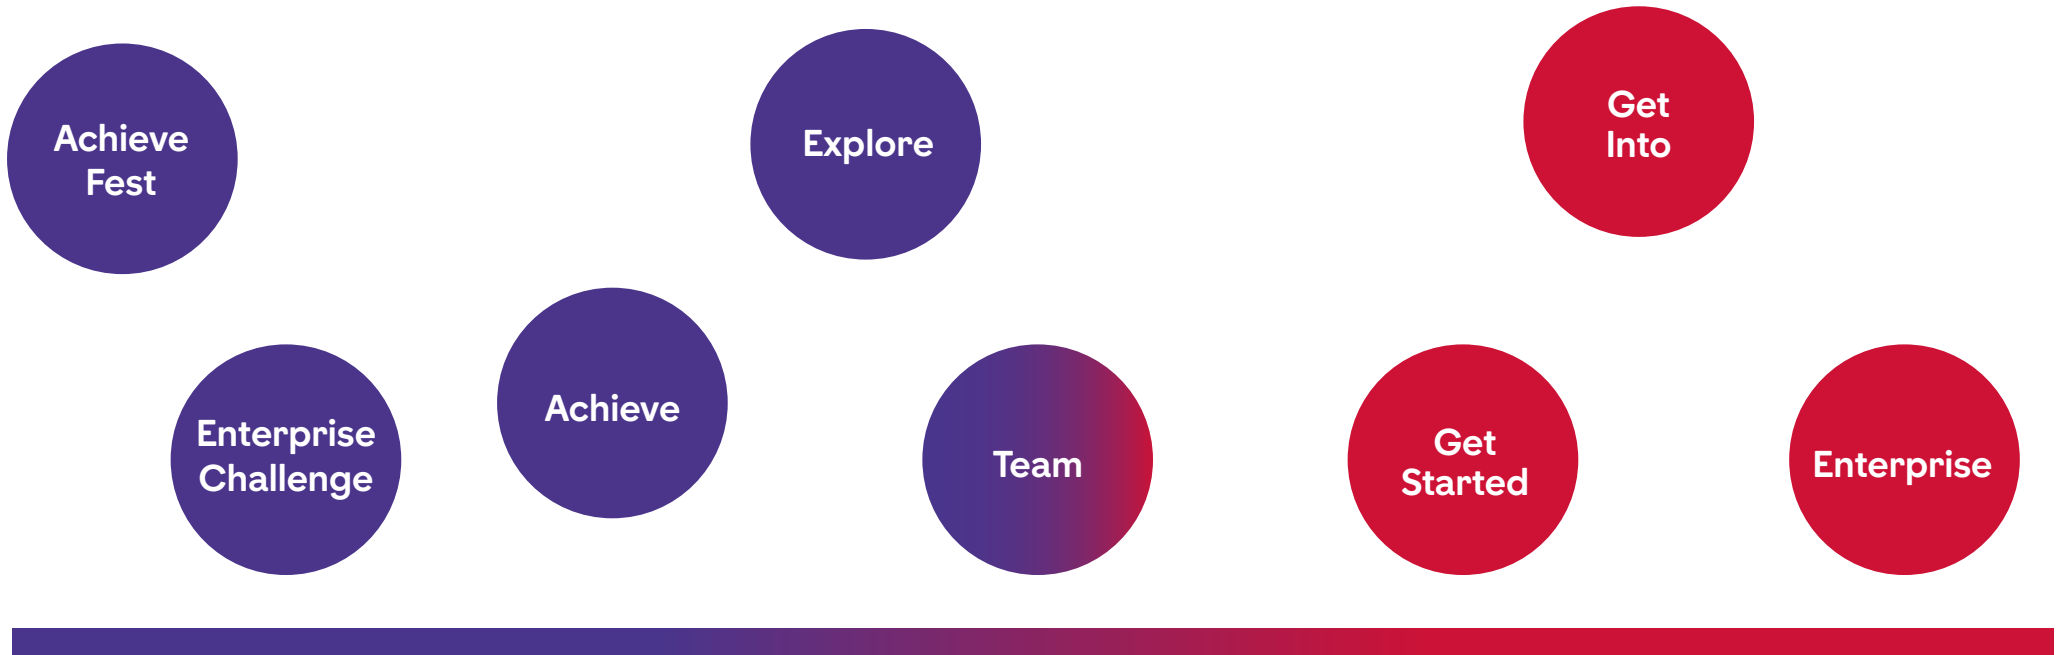 Achieve
Fest
Enterprise
Challenge
Achieve
Explore
Team
Get
Started
Get
Into
Enterprise